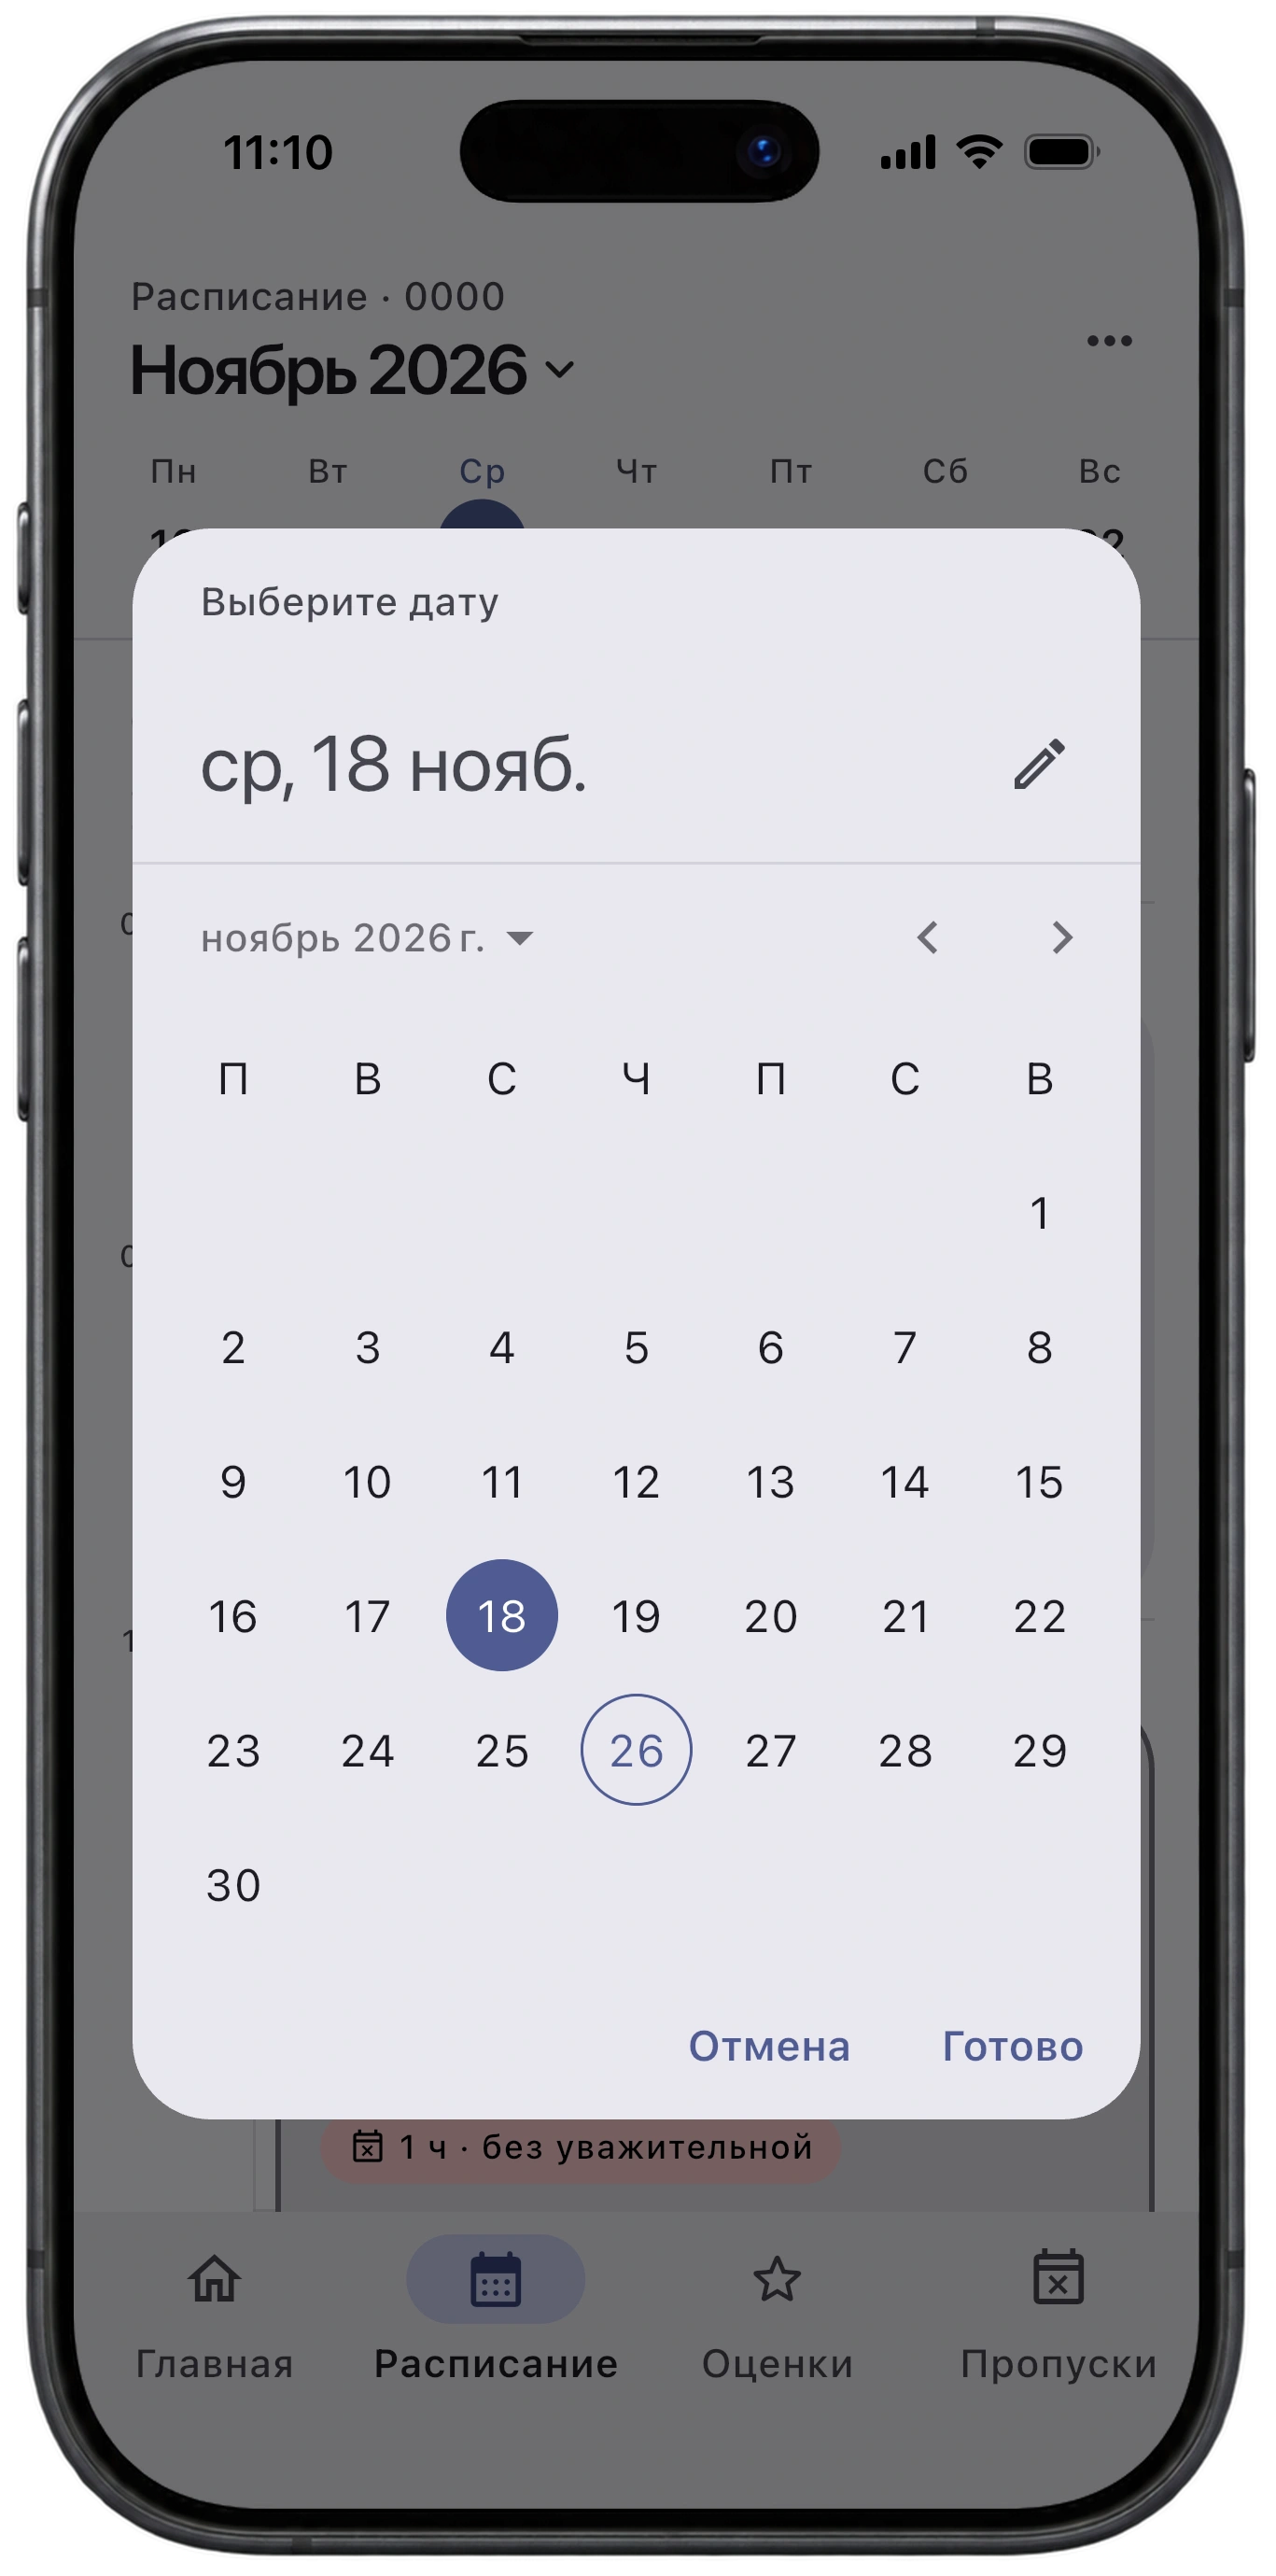 11:10
Расписание · 0000
Ноябрь 2026
Пн Вт Ср Чт Пт Сб Вс
Выберите дату
ср, 18 нояб.
ноябрь 2026 г.
П В С Ч П С В
1
2 3 4 5 6 7 8
9 10 11 12 13 14 15
16 17 18 19 20 21 22
23 24 25 26 27 28 29
30
Отмена Готово
1 ч · без уважительной
Главная Расписание Оценки Пропуски